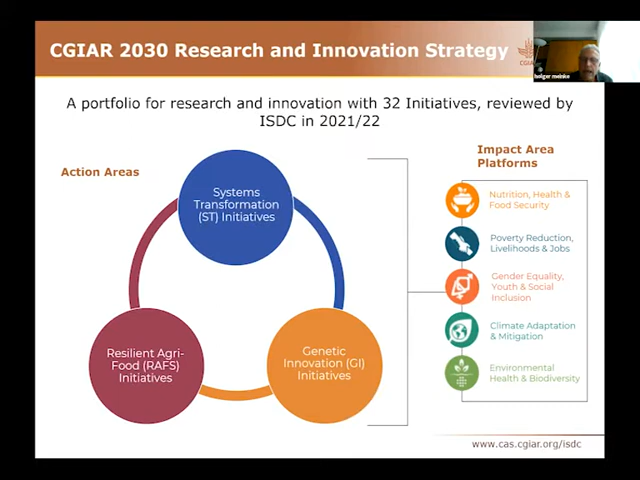 CGIAR 2030 Research and Innovation Strategy
CGIAR
holger meinke
A portfolio for research and innovation with 32 Initiatives, reviewed by
ISDC in 2021/22
Action Areas
Systems
Transformation
(ST) Initiatives
Resilient Agri-
Food (RAFS)
Initiatives
Genetic
Innovation (GI)
Initiatives
Impact Area
Platforms
Nutrition, Health &
Food Security
Poverty Reduction,
Livelihoods & Jobs
Gender Equality,
Youth & Social
Inclusion
Climate Adaptation
& Mitigation
Environmental
Health & Biodiversity
www.cas.cgiar.org/isdc